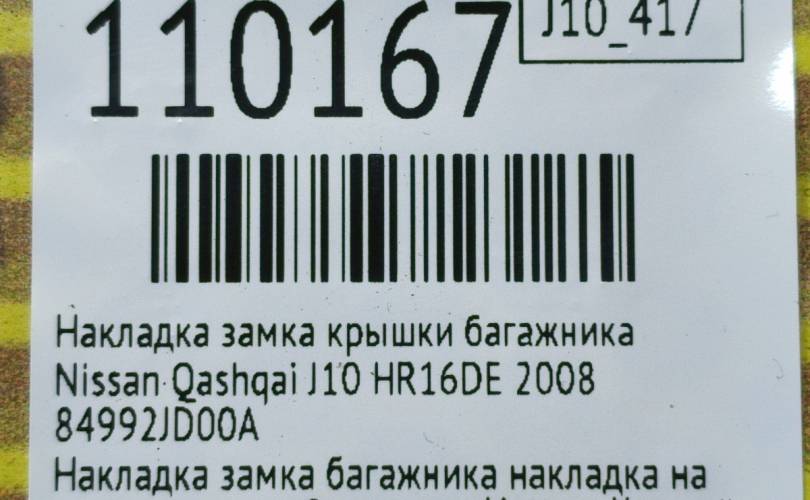 110167
J10_417
Накладка замка крышки багажника
Nissan Qashqai J10 HR16DE 2008
84992JD00A
Накладка замка багажника накладка на